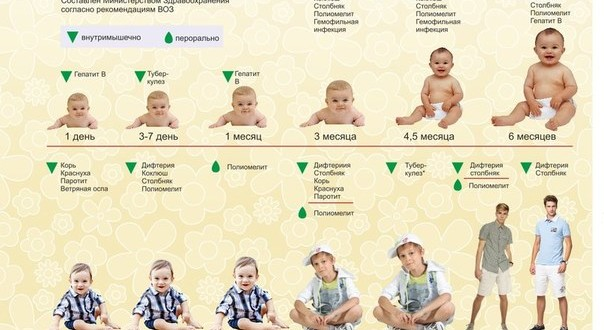 Составлен Министерством Здравоохранения
согласно рекомендациям ВОЗ
внутримышечно
перорально
Столбняк
Полиомелит
Гемофильная
инфекция
Столбняк
Полиомелит
Гемофильная
инфекция
Столбняк
Полиомелит
Гепатит В
Гепатит В
Тубер-
кулез
Гепатит
В
1 день
3-7 день
1 месяц
3 месяца
4,5 месяца
6 месяцев
Корь
Краснуха
Паротит
Ветряная оспа
Дифтерия
Коклюш
Столбняк
Полиомелит
Полиомелит
Дифтериия
Столбняк
Корь
Краснуха
Паротит
Полиомелит
Тубер-
кулез*
Дифтерия
столбняк
Полиомелит
Дифтерия
Столбняк